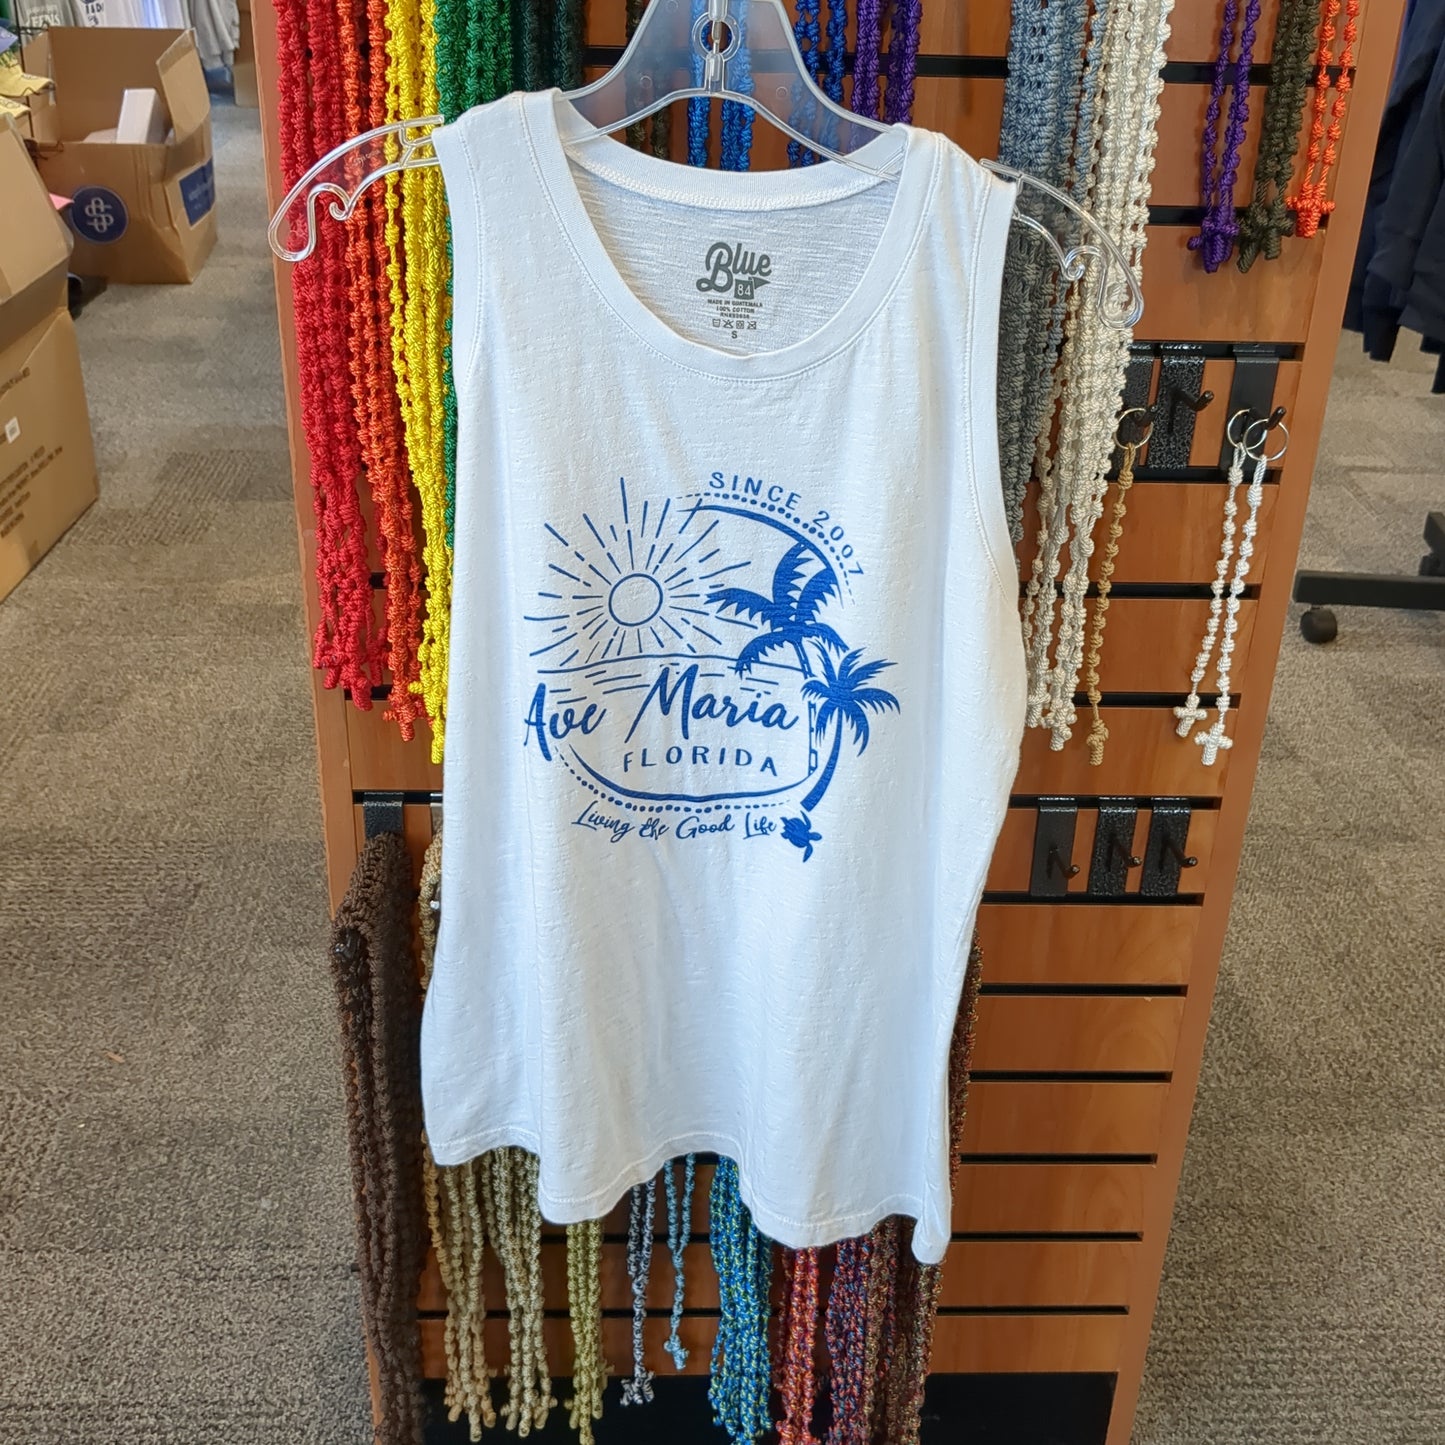 Blue
84
MADE IN GUATEMALA
100% COTTON
S
SINCE 2007
Ave Maria
FLORIDA
Living the Good Life